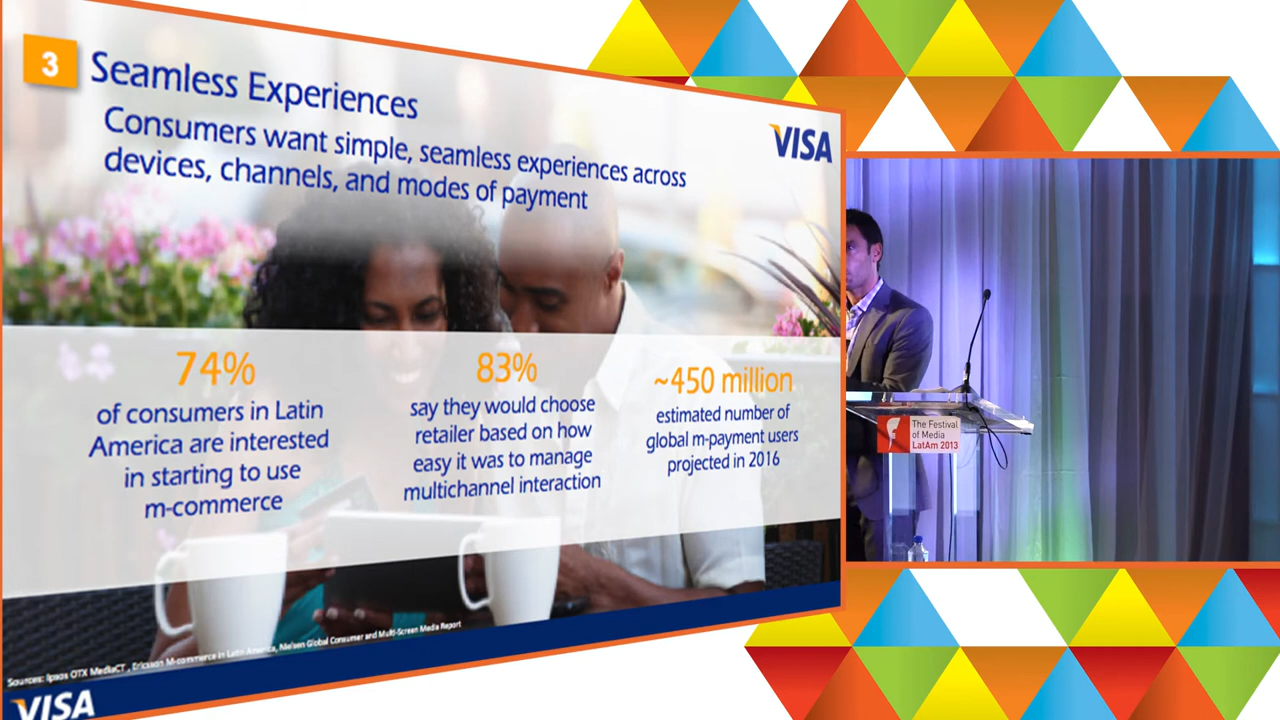 3
Seamless Experiences
Consumers want simple, seamless experiences across
devices, channels, and modes of payment
VISA
74%
of consumers in Latin
America are interested
in starting to use
m-commerce
83%
say they would choose
retailer based on how
easy it was to manage
multichannel interaction
~450 million
estimated number of
global m-payment users
projected in 2016
Sources: Ipsos OTX MediaCT , Ericsson M-commerce in Latin America, Nielsen Global Consumer and Multi-Screen Media Report
VISA
The Festival
of Media
LatAm 2013